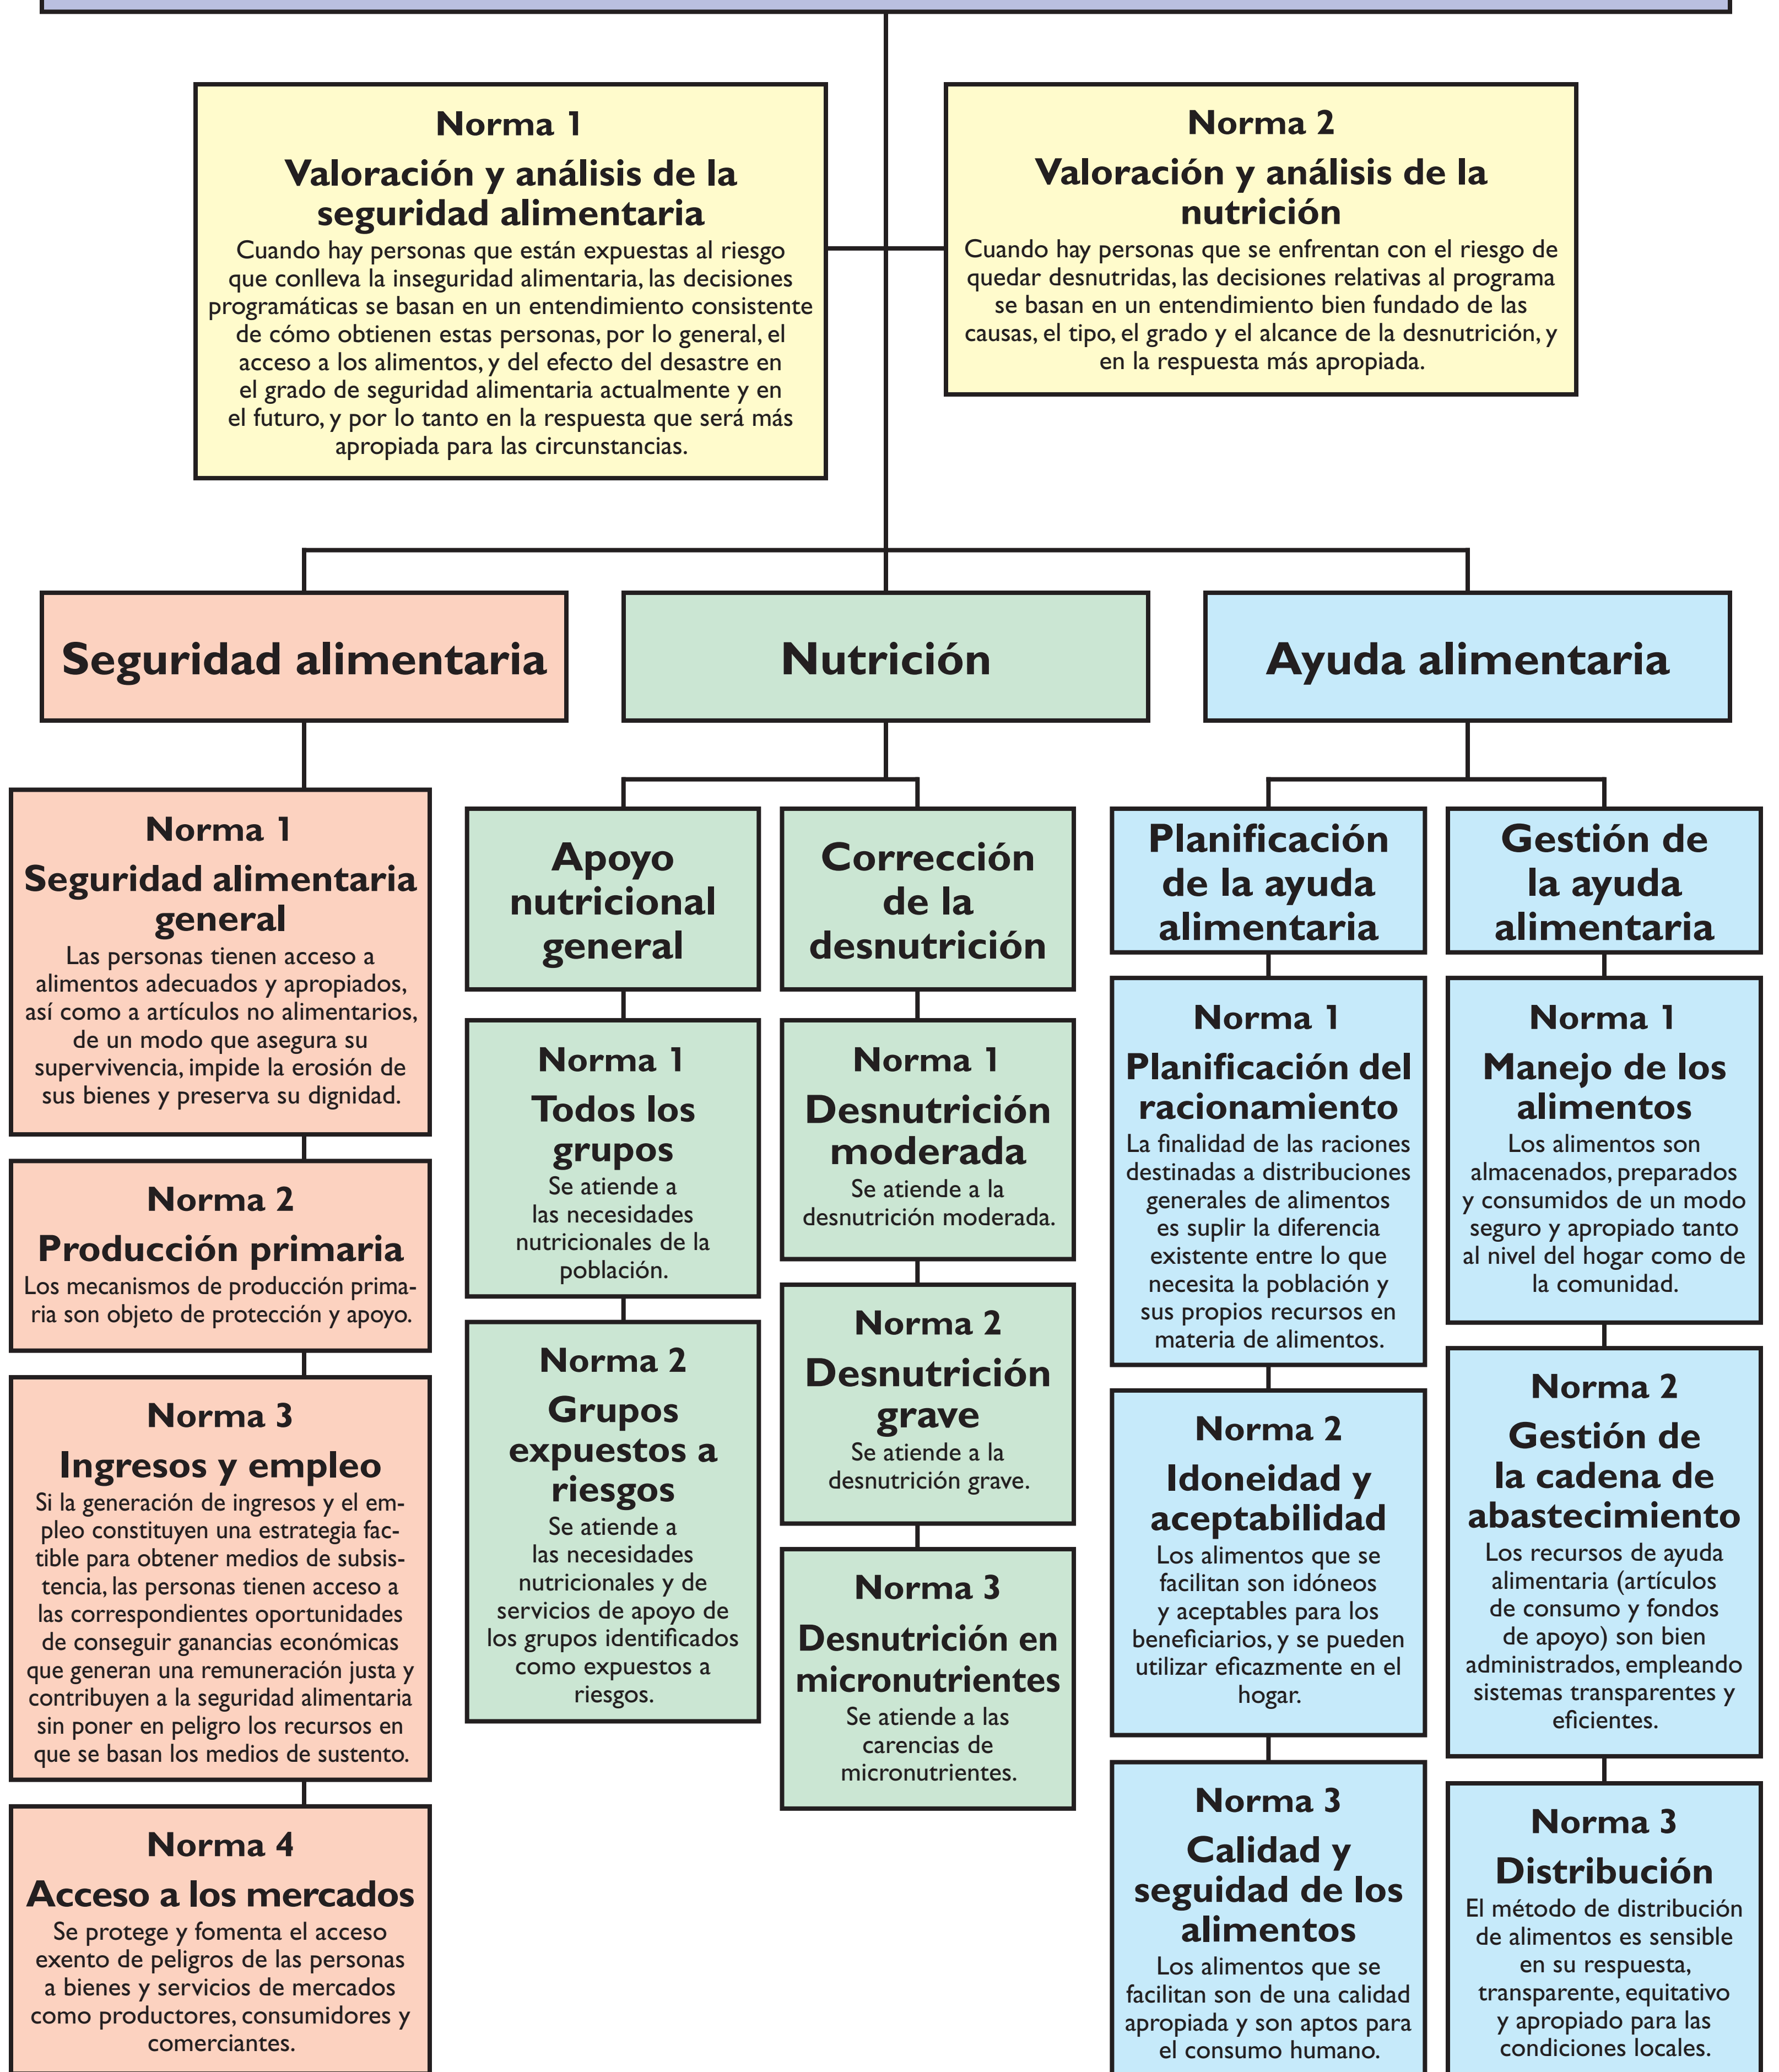 Norma 1
Valoración y análisis de la
seguridad alimentaria
Cuando hay personas que están expuestas al riesgo
que conlleva la inseguridad alimentaria, las decisiones
programáticas se basan en un entendimiento consistente
de cómo obtienen estas personas, por lo general, el
acceso a los alimentos, y del efecto del desastre en
el grado de seguridad alimentaria actualmente y en
el futuro, y por lo tanto en la respuesta que será más
apropiada para las circunstancias.
Norma 2
Valoración y análisis de la
nutrición
Cuando hay personas que se enfrentan con el riesgo de
quedar desnutridas, las decisiones relativas al programa
se basan en un entendimiento bien fundado de las
causas, el tipo, el grado y el alcance de la desnutrición, y
en la respuesta más apropiada.
Seguridad alimentaria
Nutrición
Ayuda alimentaria
Norma 1
Seguridad alimentaria
general
Las personas tienen acceso a
alimentos adecuados y apropiados,
así como a artículos no alimentarios,
de un modo que asegura su
supervivencia, impide la erosión de
sus bienes y preserva su dignidad.
Norma 2
Producción primaria
Los mecanismos de producción prima-
ria son objeto de protección y apoyo.
Norma 3
Ingresos y empleo
Si la generación de ingresos y el em-
pleo constituyen una estrategia fac-
tible para obtener medios de subsis-
tencia, las personas tienen acceso a
las correspondientes oportunidades
de conseguir ganancias económicas
que generan una remuneración justa y
contribuyen a la seguridad alimentaria
sin poner en peligro los recursos en
que se basan los medios de sustento.
Norma 4
Acceso a los mercados
Se protege y fomenta el acceso
exento de peligros de las personas
a bienes y servicios de mercados
como productores, consumidores y
comerciantes.
Apoyo
nutricional
general
Norma 1
Todos los
grupos
Se atiende a
las necesidades
nutricionales de la
población.
Norma 2
Grupos
expuestos a
riesgos
Se atiende a
las necesidades
nutricionales y de
servicios de apoyo de
los grupos identificados
como expuestos a
riesgos.
Corrección
de la
desnutrición
Norma 1
Desnutrición
moderada
Se atiende a la
desnutrición moderada.
Norma 2
Desnutrición
grave
Se atiende a la
desnutrición grave.
Norma 3
Desnutrición en
micronutrientes
Se atiende a las
carencias de
micronutrientes.
Planificación
de la ayuda
alimentaria
Norma 1
Planificación del
racionamiento
La finalidad de las raciones
destinadas a distribuciones
generales de alimentos
es suplir la diferencia
existente entre lo que
necesita la población y
sus propios recursos en
materia de alimentos.
Norma 2
Idoneidad y
aceptabilidad
Los alimentos que se
facilitan son idóneos
y aceptables para los
beneficiarios, y se pueden
utilizar eficazmente en el
hogar.
Norma 3
Calidad y
seguidad de los
alimentos
Los alimentos que se
facilitan son de una calidad
apropiada y son aptos para
el consumo humano.
Gestión de
la ayuda
alimentaria
Norma 1
Manejo de los
alimentos
Los alimentos son
almacenados, preparados
y consumidos de un modo
seguro y apropiado tanto
al nivel del hogar como de
la comunidad.
Norma 2
Gestión de
la cadena de
abastecimiento
Los recursos de ayuda
alimentaria (artículos
de consumo y fondos
de apoyo) son bien
administrados, empleando
sistemas transparentes y
eficientes.
Norma 3
Distribución
El método de distribución
de alimentos es sensible
en su respuesta,
transparente, equitativo
y apropiado para las
condiciones locales.